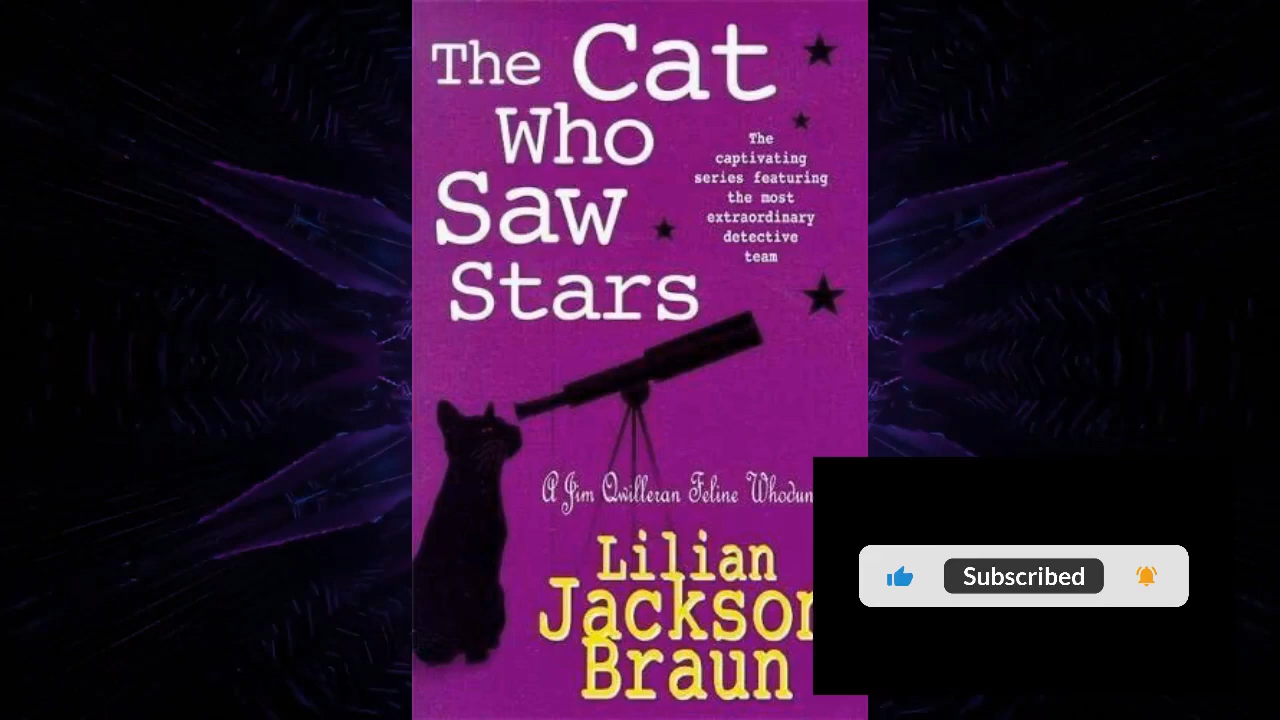 The Cat
Who
Saw
Stars
The
captivating
series featuring
the most
extraordinary
detective
team
A Jim Qwilleran Feline
Lilian
Jackson
Braun
Subscribed